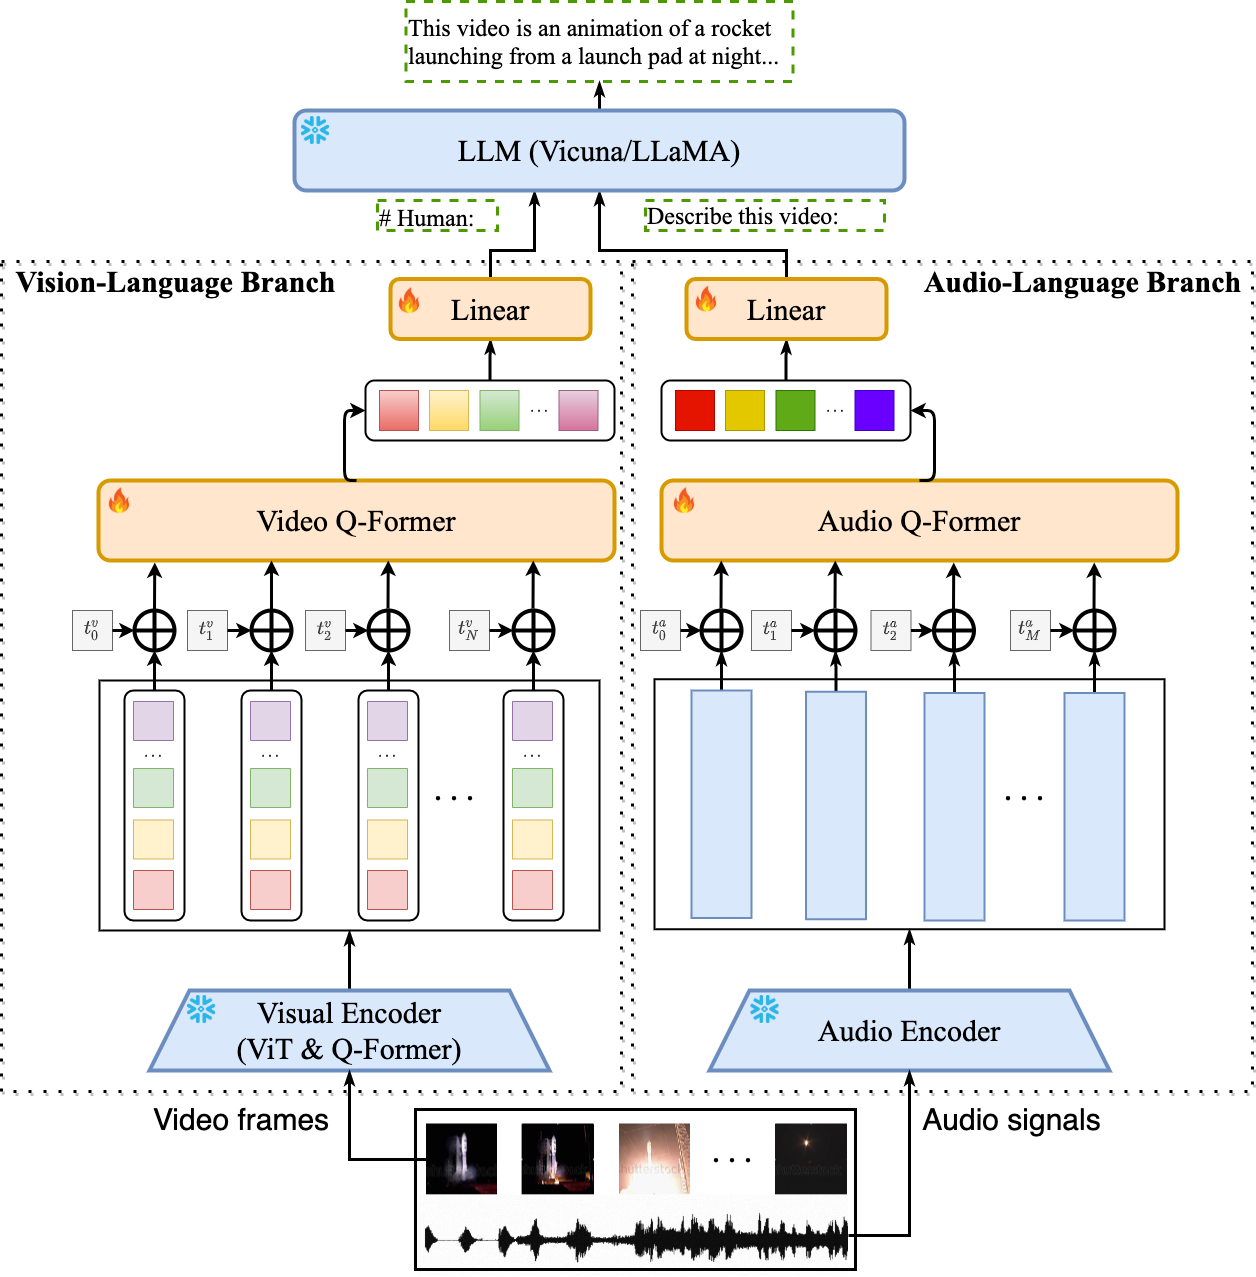 This video is an animation of a rocket
launching from a launch pad at night...
LLM (Vicuna/LLaMA)
# Human:
Describe this video:
Vision-Language Branch
Audio-Language Branch
Linear
Linear
...
...
Video Q-Former
Audio Q-Former
t_0^v
t_1^v
t_2^v
t_N^v
t_0^a
t_1^a
t_2^a
t_M^a
... ... ... ...
...
...
Visual Encoder
(ViT & Q-Former)
Audio Encoder
Video frames
Audio signals
...